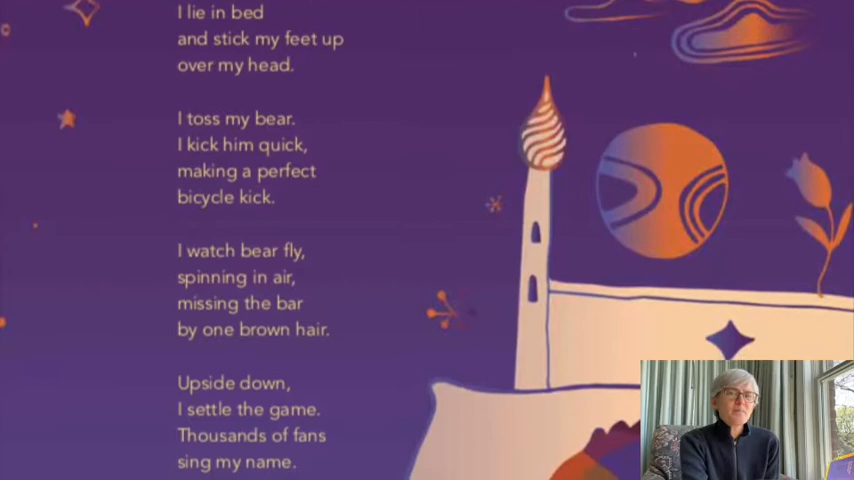 I lie in bed
and stick my feet up
over my head.
I toss my bear.
I kick him quick,
making a perfect
bicycle kick.
I watch bear fly,
spinning in air,
missing the bar
by one brown hair.
Upside down,
I settle the game.
Thousands of fans
sing my name.